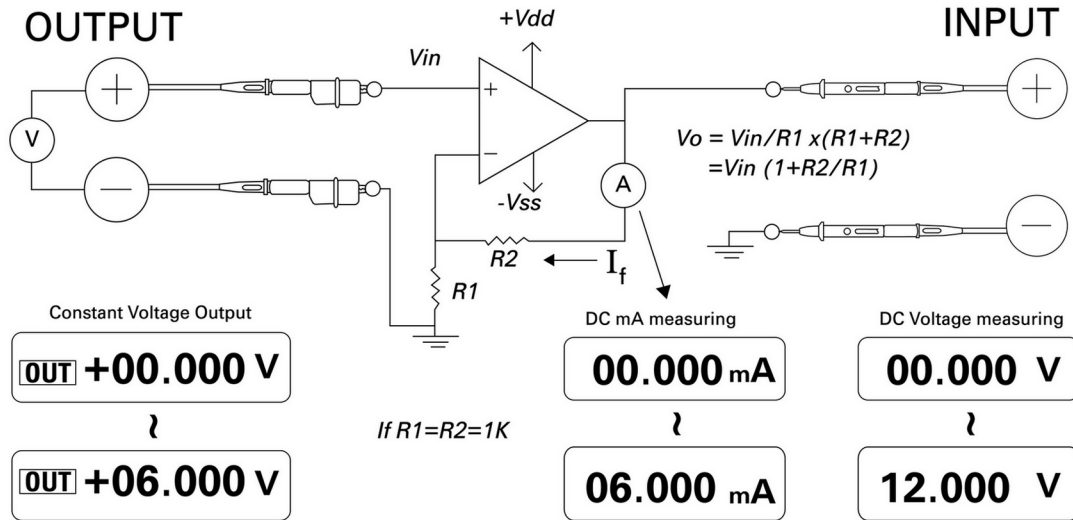 OUTPUT
INPUT
+Vdd
Vin
+
+
+
V
−
−
−
Vo = Vin/R1 x(R1+R2)
=Vin (1+R2/R1)
A
-Vss
R2
If
R1
Constant Voltage Output
DC mA measuring
DC Voltage measuring
OUT +00.000 V
00.000 mA
00.000 V
~
~
~
If R1=R2=1K
OUT +06.000 V
06.000 mA
12.000 V